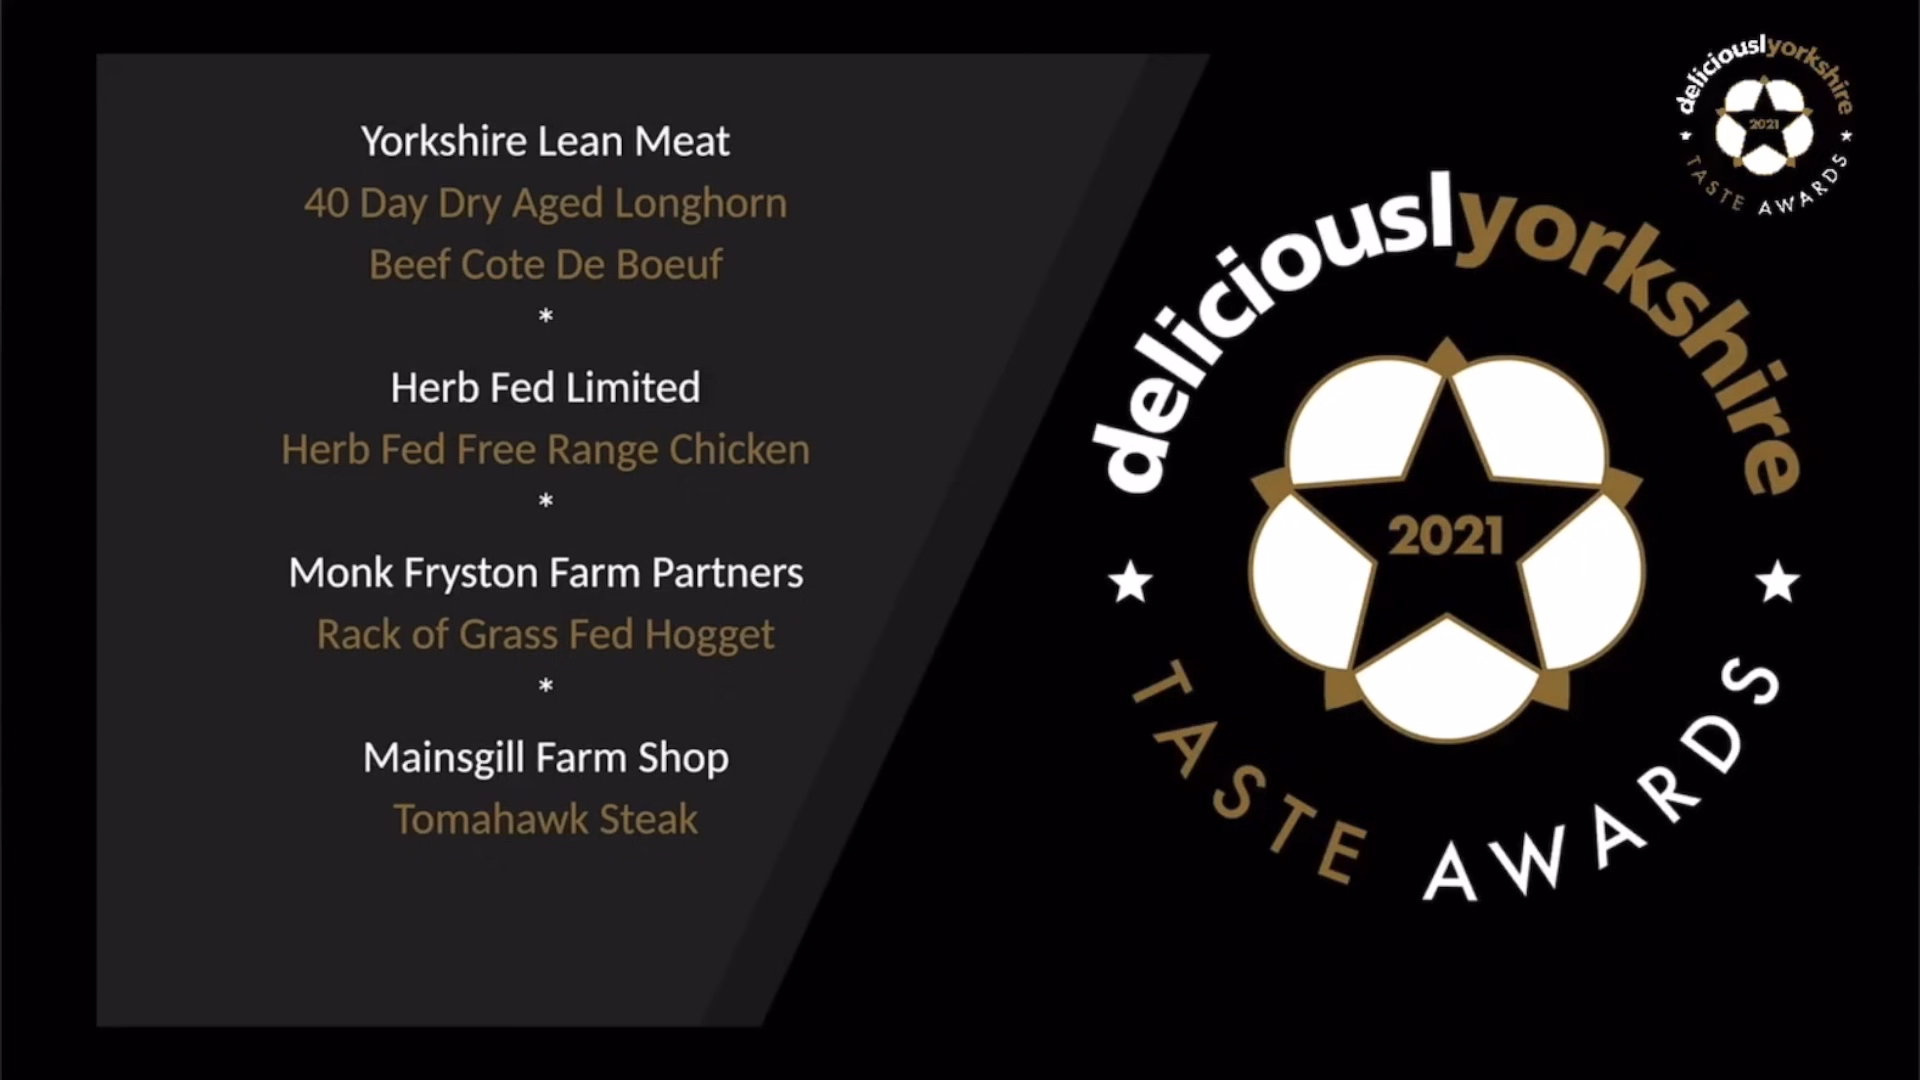 Yorkshire Lean Meat
40 Day Dry Aged Longhorn
Beef Cote De Boeuf
*
Herb Fed Limited
Herb Fed Free Range Chicken
*
Monk Fryston Farm Partners
Rack of Grass Fed Hogget
*
Mainsgill Farm Shop
Tomahawk Steak
deliciouslyorkshire
2021
TASTE AWARDS
deliciouslyorkshire
2021
TASTE AWARDS